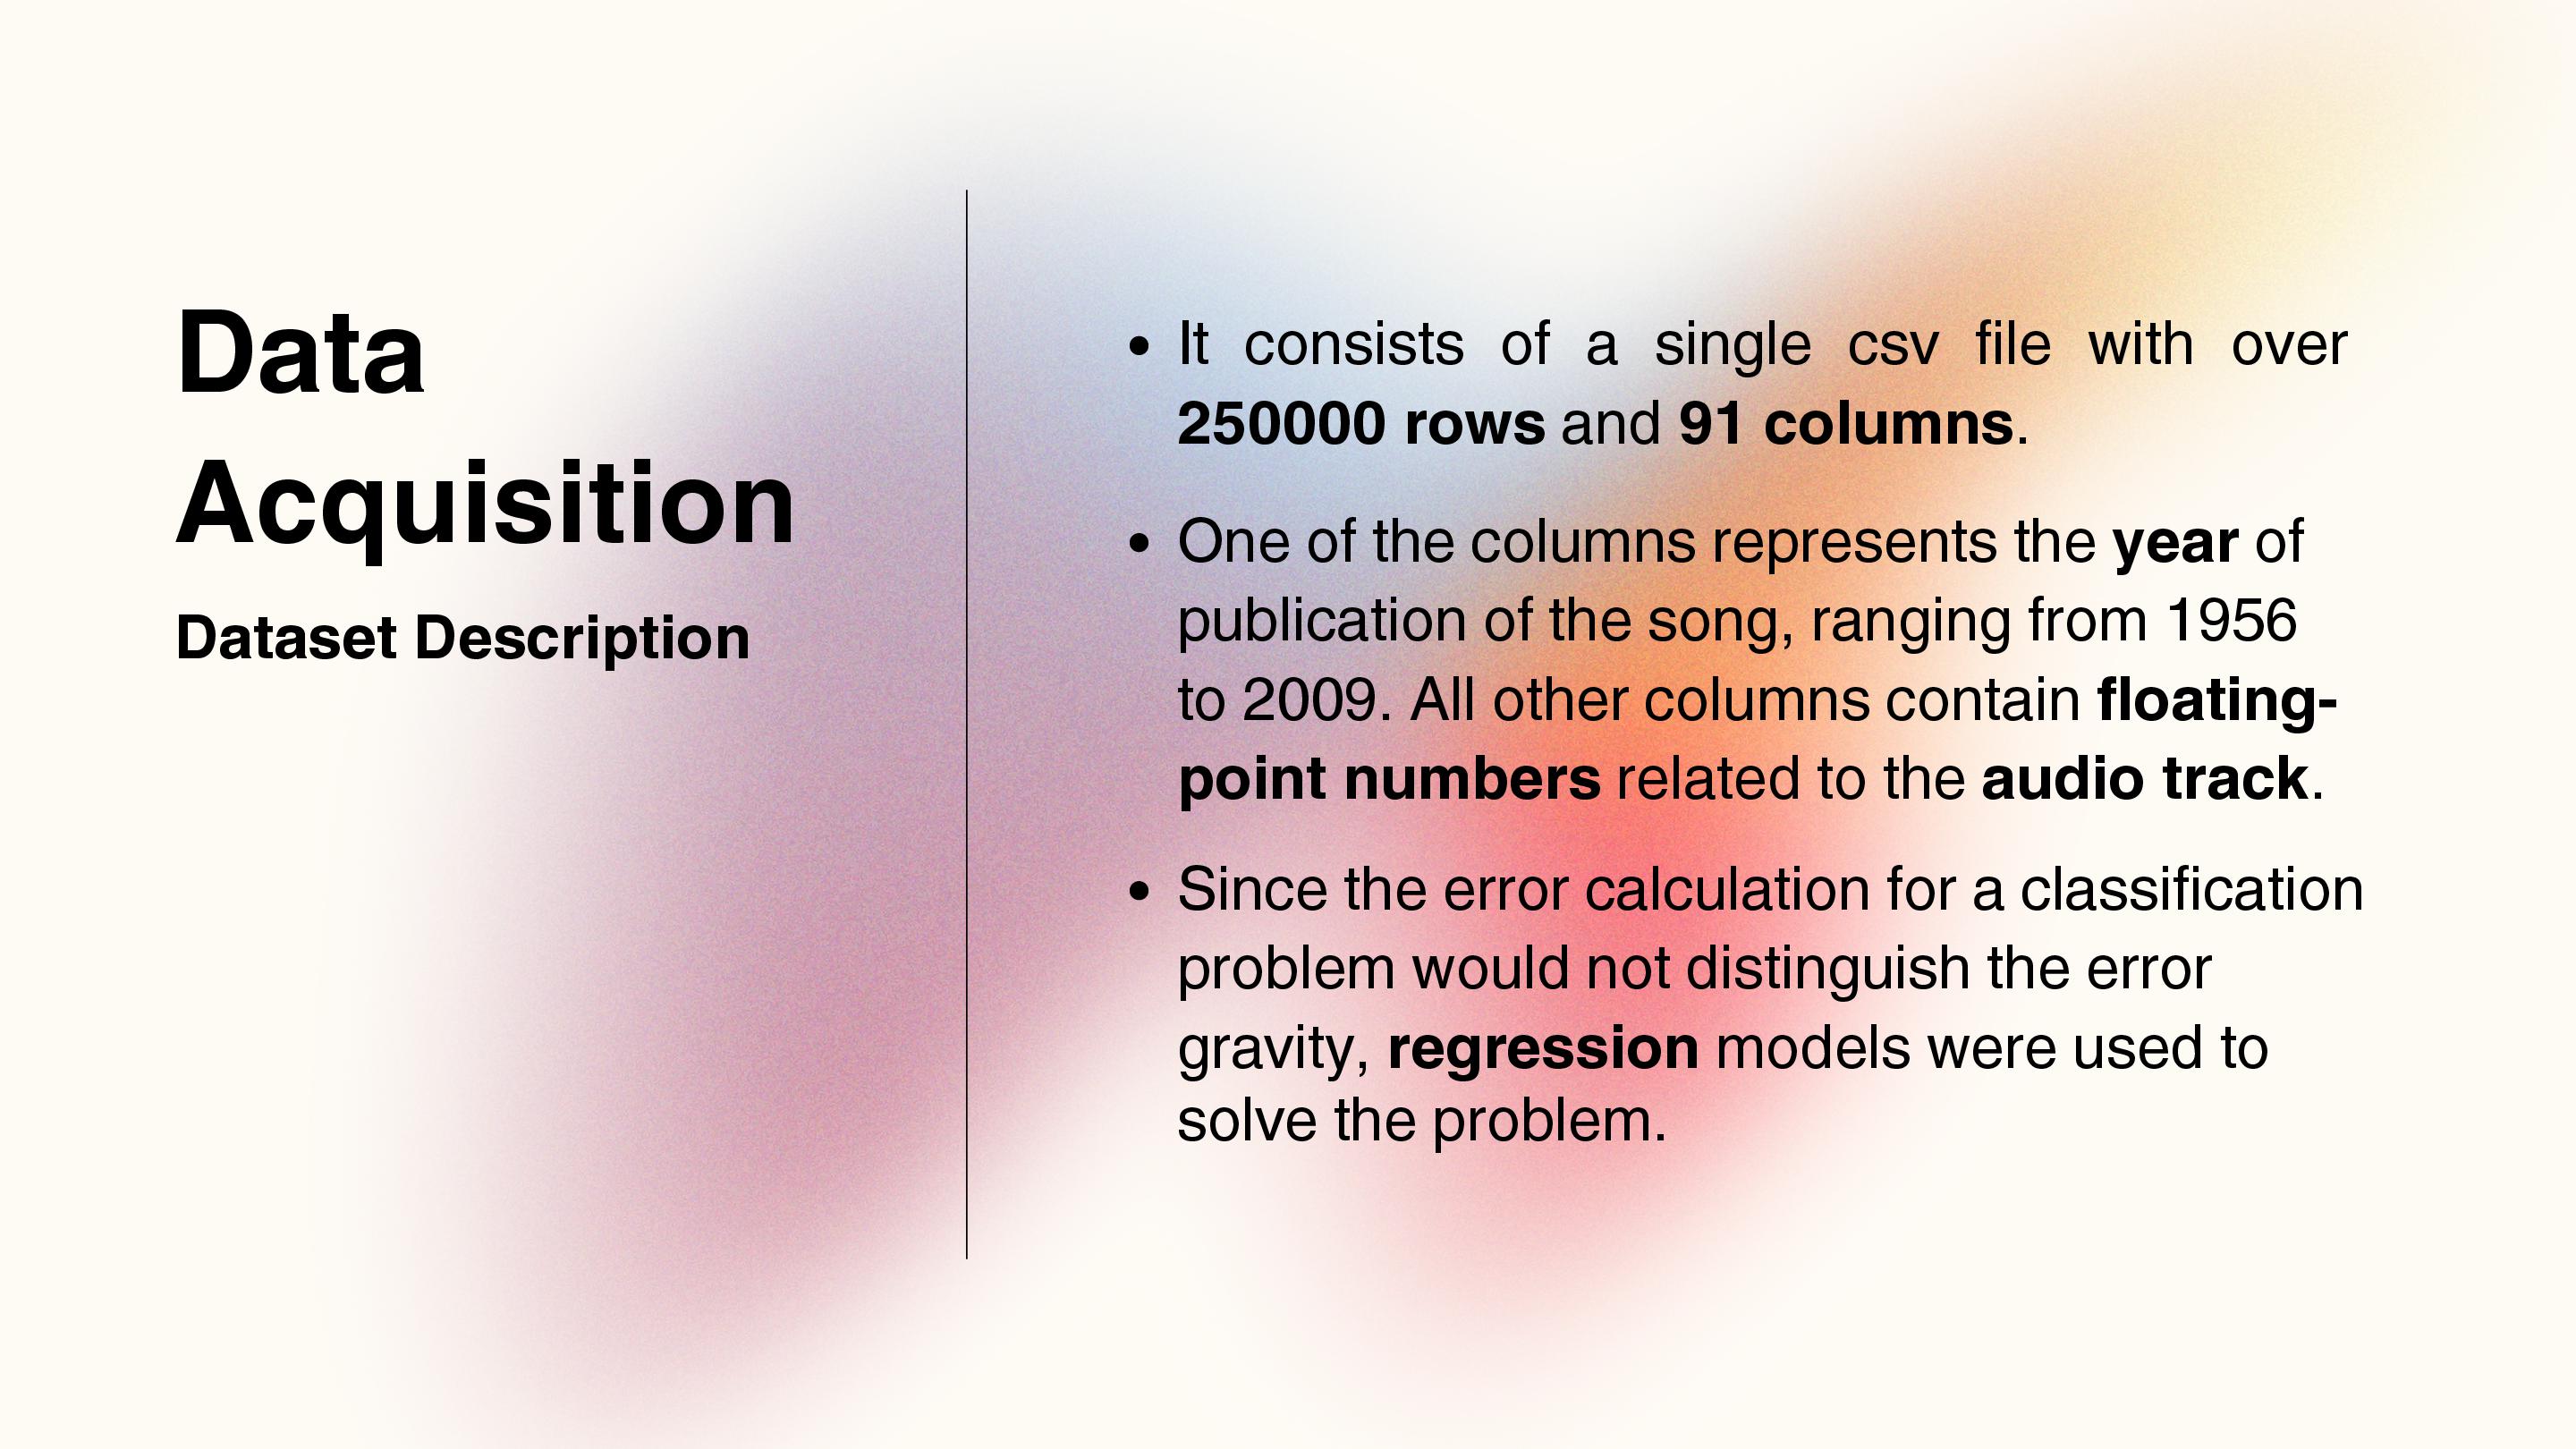 Data
Acquisition
Dataset Description
• It consists of a single csv file with over
250000 rows and 91 columns.
• One of the columns represents the year of
publication of the song, ranging from 1956
to 2009. All other columns contain floating-
point numbers related to the audio track.
• Since the error calculation for a classification
problem would not distinguish the error
gravity, regression models were used to
solve the problem.